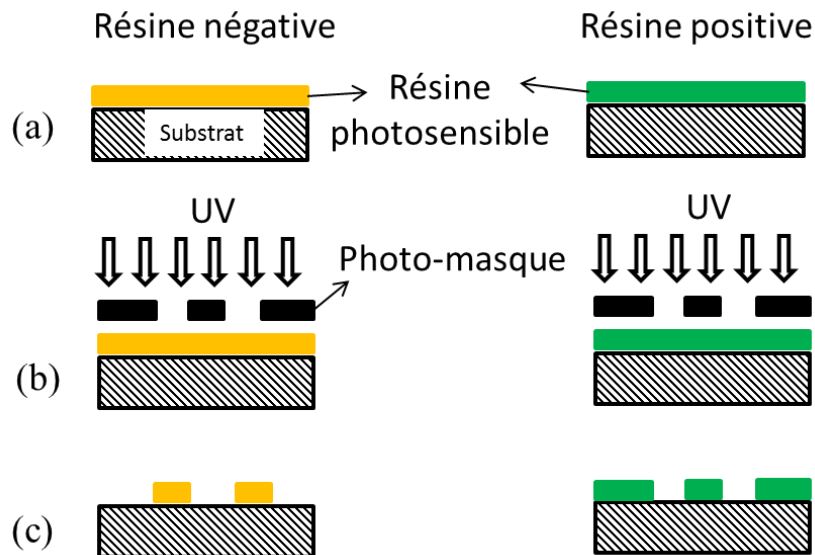 Résine négative
Résine positive
(a)
Substrat
Résine
photosensible
UV
UV
Photo-masque
(b)
(c)